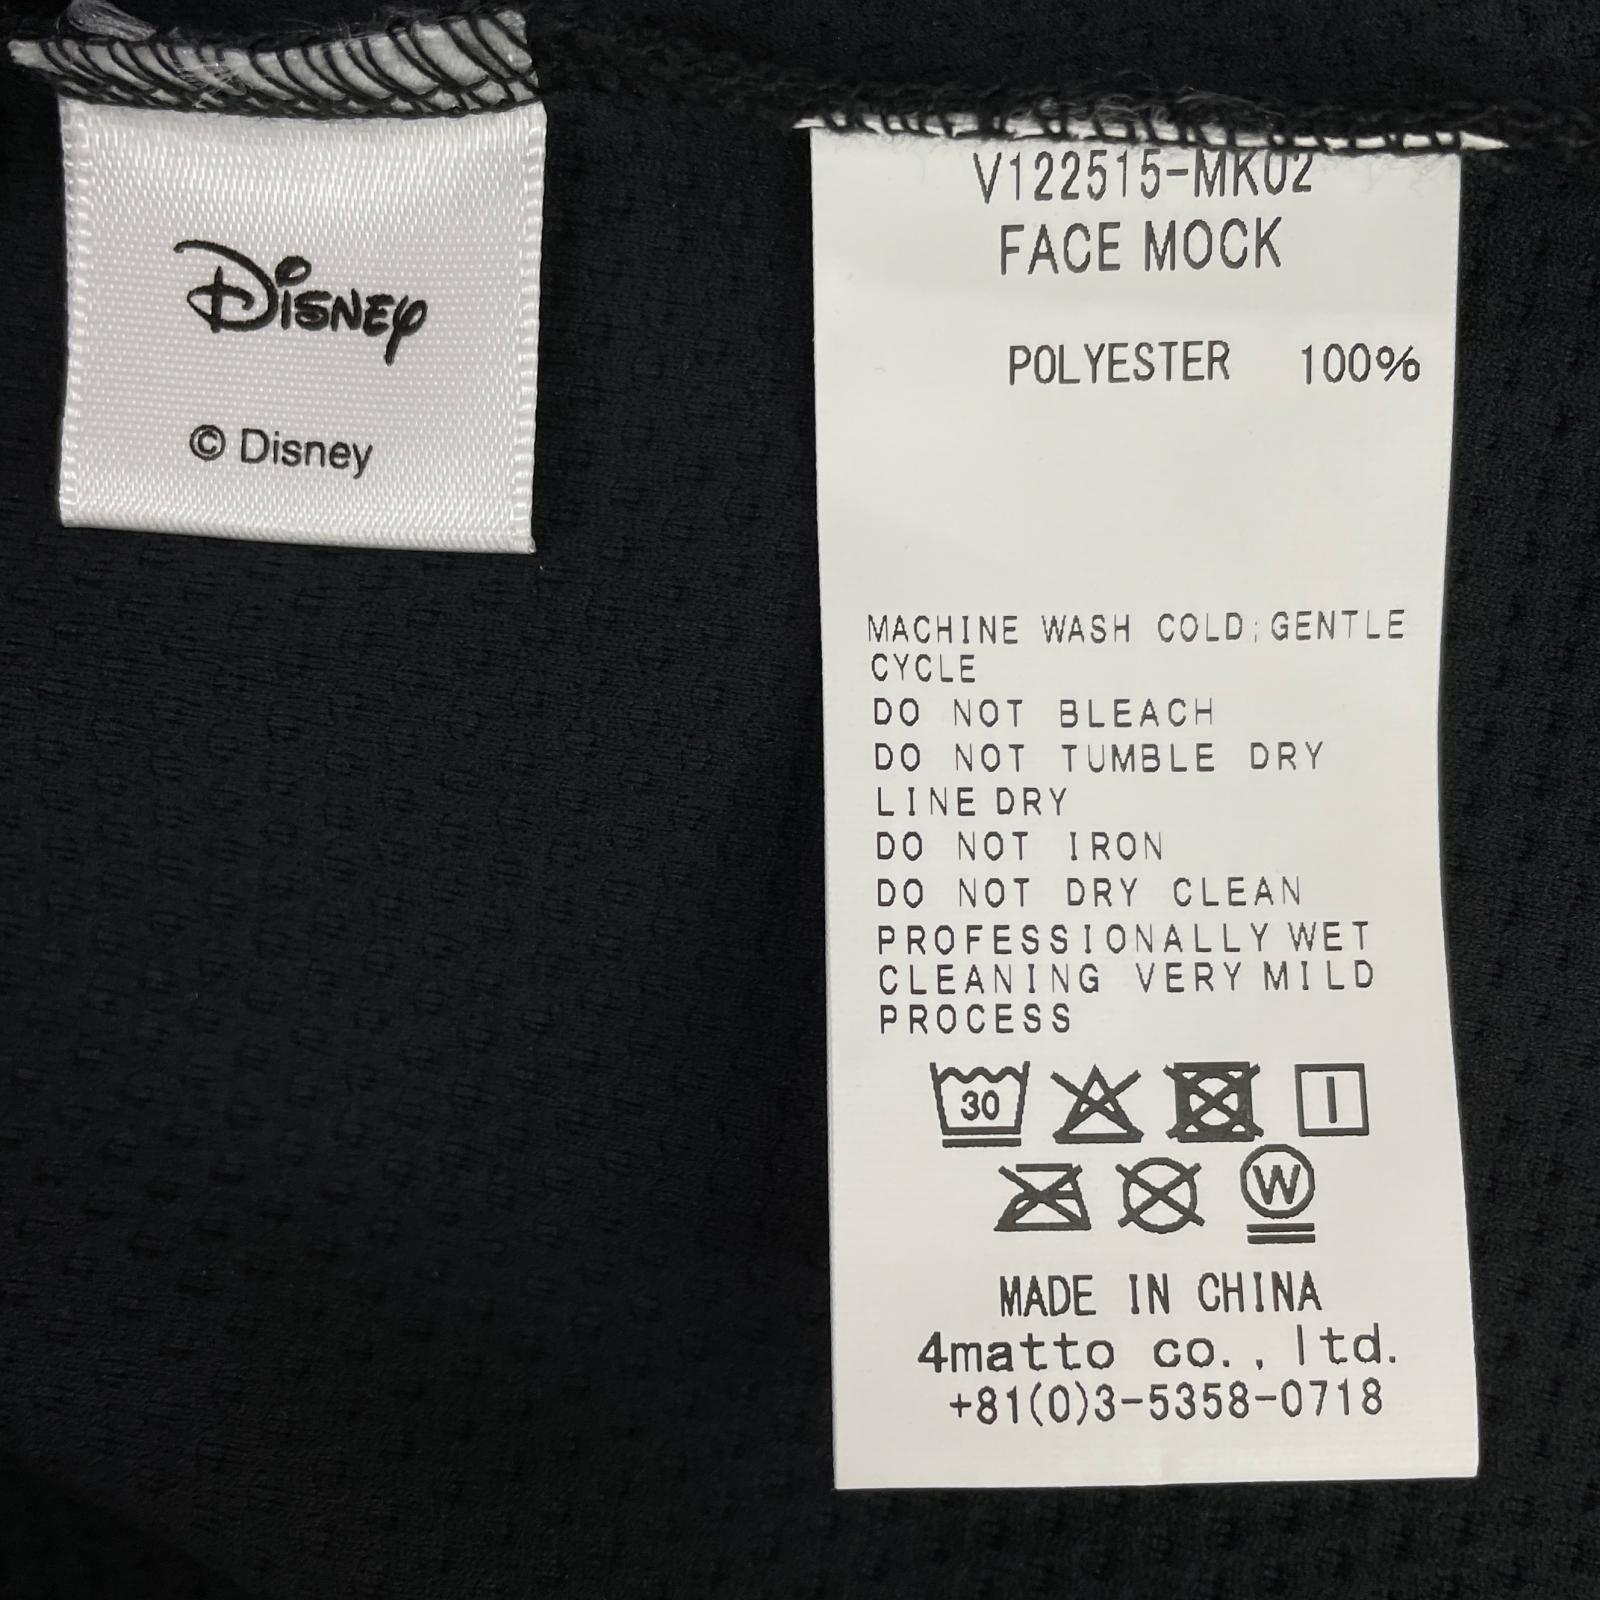 Disney
© Disney
V122515-MK02
FACE MOCK
POLYESTER 100%
MACHINE WASH COLD;GENTLE
CYCLE
DO NOT BLEACH
DO NOT TUMBLE DRY
LINE DRY
DO NOT IRON
DO NOT DRY CLEAN
PROFESSIONALLY WET
CLEANING VERY MILD
PROCESS
30
W
MADE IN CHINA
4matto co., ltd.
+81(0)3-5358-0718